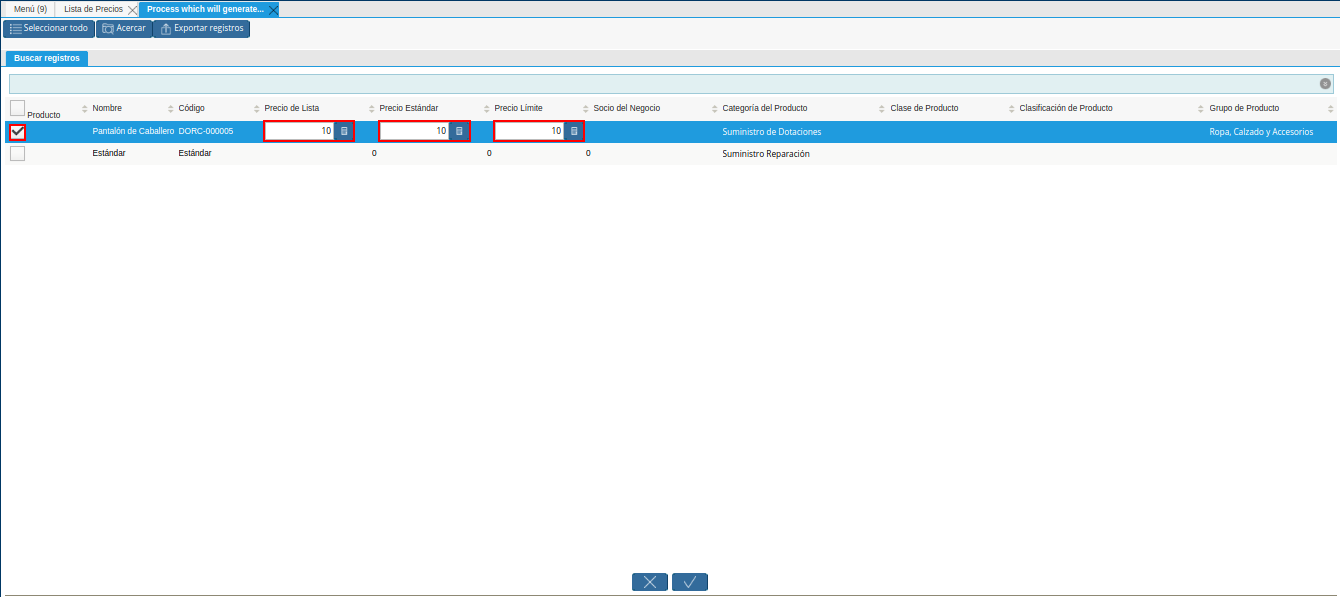 Menú (9) Lista de Precios Process which will generate...
Seleccionar todo Acercar Exportar registros
Buscar registros
Producto Nombre Código Precio de Lista Precio Estándar Precio Límite Socio del Negocio Categoría del Producto Clase de Producto Clasificación de Producto Grupo de Producto
Pantalón de Caballero DORC-000005 10 10 10 Suministro de Dotaciones Ropa, Calzado y Accesorios
Estándar Estándar 0 0 0 Suministro Reparación